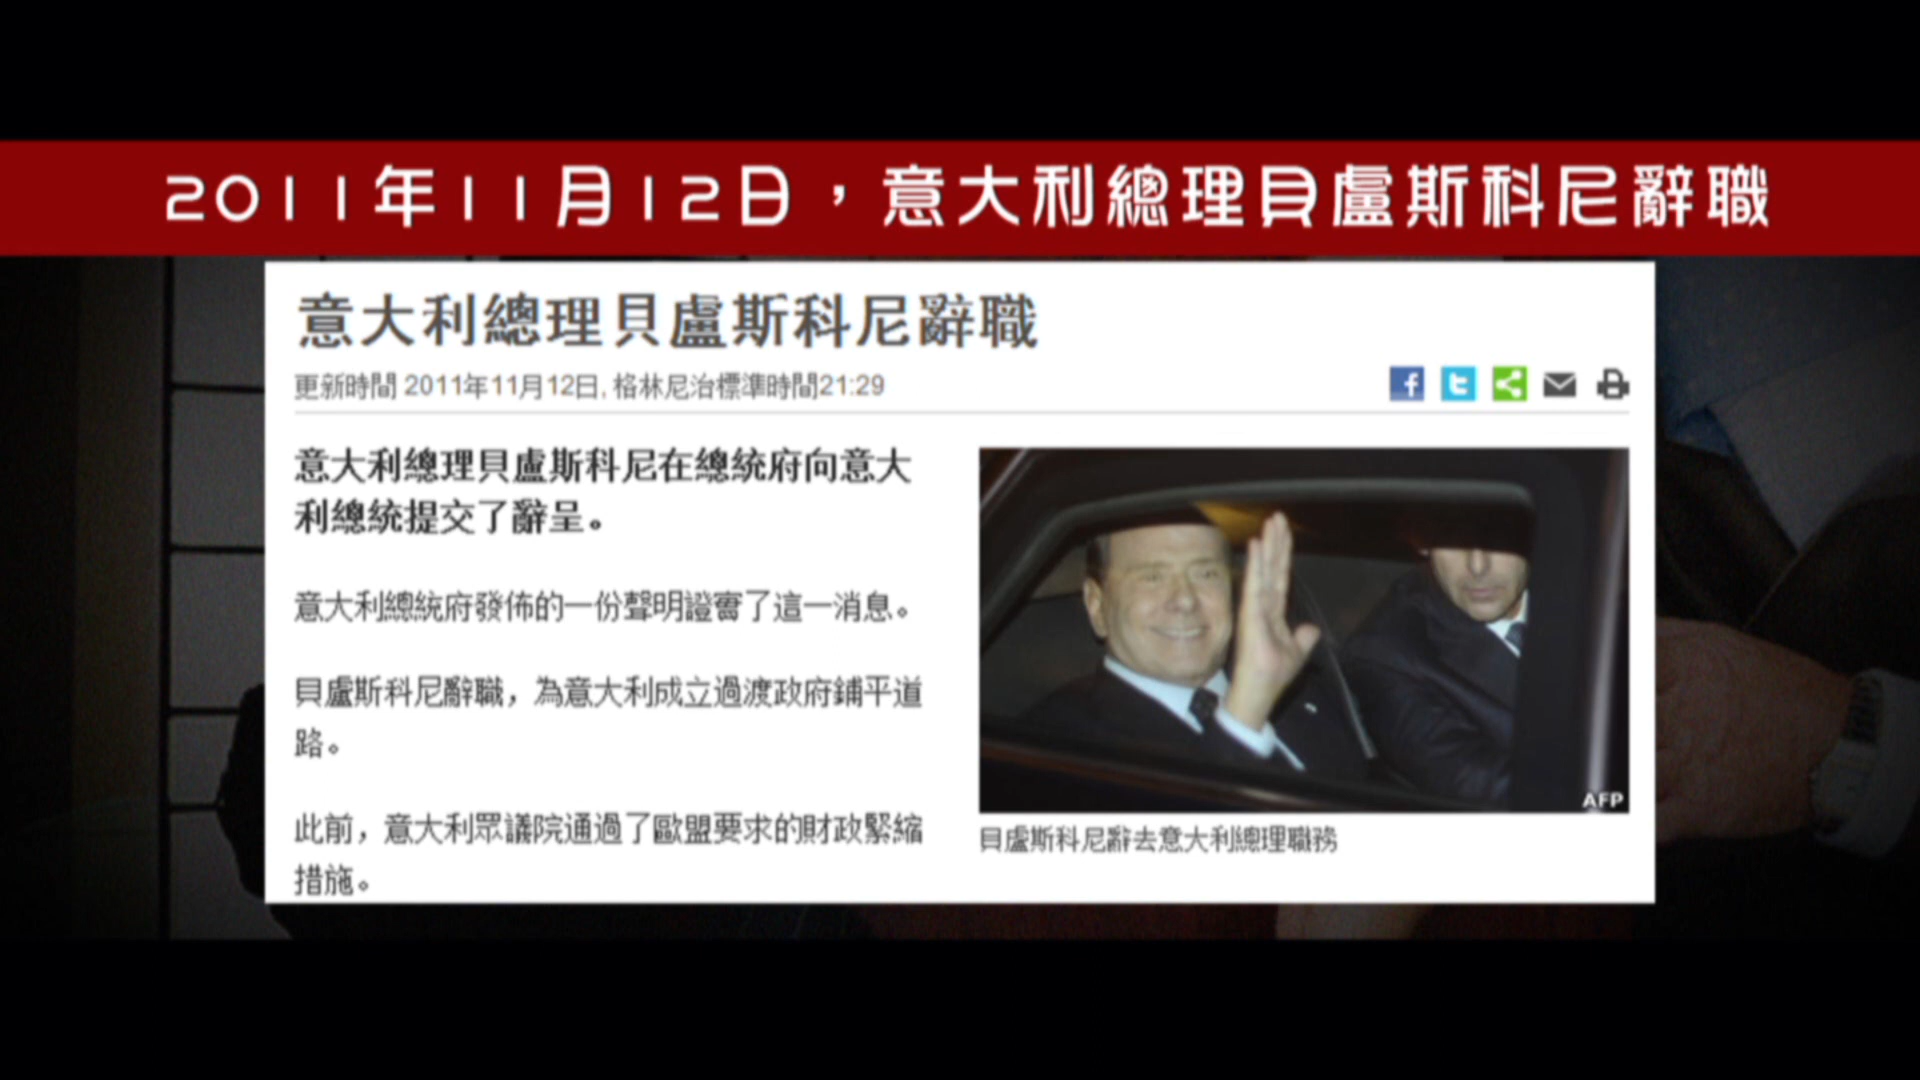 2011年11月12日，意大利總理貝盧斯科尼辭職
意大利總理貝盧斯科尼辭職
更新時間 2011年11月12日, 格林尼治標準時間21:29
意大利總理貝盧斯科尼在總統府向意大
利總統提交了辭呈。
意大利總統府發佈的一份聲明證實了這一消息。
貝盧斯科尼辭職，為意大利成立過渡政府鋪平道
路。
此前，意大利眾議院通過了歐盟要求的財政緊縮
措施。
AFP
貝盧斯科尼辭去意大利總理職務